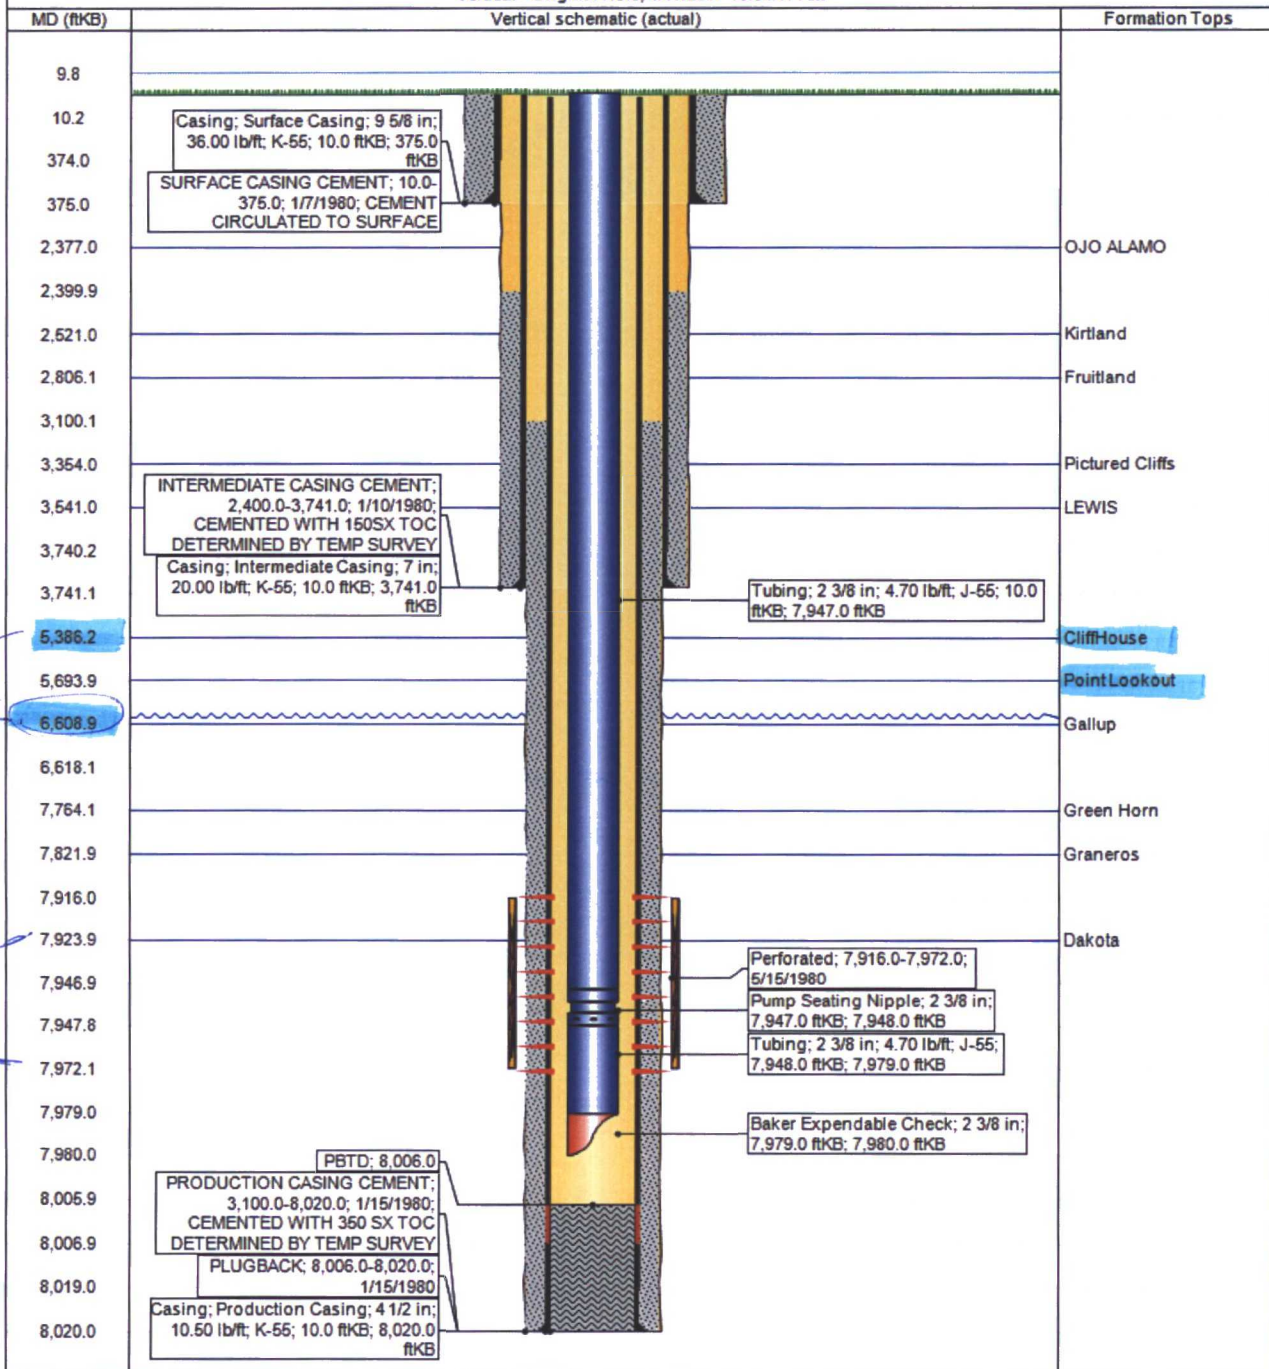 MD (ftKB)
Vertical schematic (actual)
Formation Tops
9.8
10.2
374.0
375.0
2,377.0
2,399.9
2,521.0
2,806.1
3,100.1
3,354.0
3,541.0
3,740.2
3,741.1
5,386.2
5,693.9
6,608.9
6,618.1
7,764.1
7,821.9
7,916.0
7,923.9
7,946.9
7,947.8
7,972.1
7,979.0
7,980.0
8,005.9
8,006.9
8,019.0
8,020.0
Casing; Surface Casing; 9 5/8 in;
36.00 lb/ft; K-55; 10.0 ftKB; 375.0
ftKB
SURFACE CASING CEMENT; 10.0-
375.0; 1/7/1980; CEMENT
CIRCULATED TO SURFACE
INTERMEDIATE CASING CEMENT;
2,400.0-3,741.0; 1/10/1980;
CEMENTED WITH 150SX TOC
DETERMINED BY TEMP SURVEY
Casing; Intermediate Casing; 7 in;
20.00 lb/ft; K-55; 10.0 ftKB; 3,741.0
ftKB
PBTD; 8,006.0
PRODUCTION CASING CEMENT;
3,100.0-8,020.0; 1/15/1980;
CEMENTED WITH 350 SX TOC
DETERMINED BY TEMP SURVEY
PLUGBACK; 8,006.0-8,020.0;
1/15/1980
Casing; Production Casing; 4 1/2 in;
10.50 lb/ft; K-55; 10.0 ftKB; 8,020.0
ftKB
Tubing; 2 3/8 in; 4.70 lb/ft; J-55; 10.0
ftKB; 7,947.0 ftKB
Perforated; 7,916.0-7,972.0;
5/15/1980
Pump Seating Nipple; 2 3/8 in;
7,947.0 ftKB; 7,948.0 ftKB
Tubing; 2 3/8 in; 4.70 lb/ft; J-55;
7,948.0 ftKB; 7,979.0 ftKB
Baker Expendable Check; 2 3/8 in;
7,979.0 ftKB; 7,980.0 ftKB
OJO ALAMO
Kirtland
Fruitland
Pictured Cliffs
LEWIS
CliffHouse
Point Lookout
Gallup
Green Horn
Graneros
Dakota